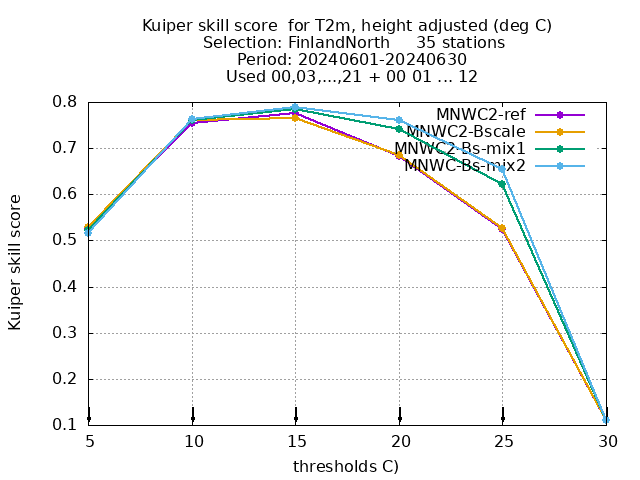 Kuiper skill score  for T2m, height adjusted (deg C)
Selection: FinlandNorth     35 stations
Period: 20240601-20240630
Used 00,03,...,21 + 00 01 ... 12
MNWC2-ref
MNWC2-Bscale
MNWC2-Bs-mix1
MNWC-Bs-mix2
Kuiper skill score
0.8
0.7
0.6
0.5
0.4
0.3
0.2
0.1
5 10 15 20 25 30
thresholds C)